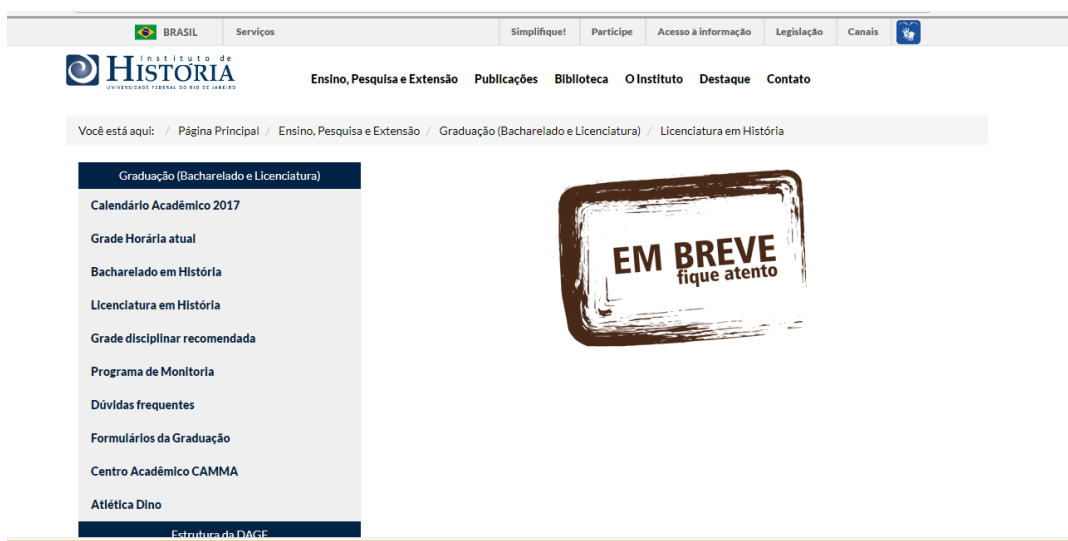 BRASIL Serviços Simplifique! Participe Acesso à informação Legislação Canais
Instituto de
HISTÓRIA
UNIVERSIDADE FEDERAL DO RIO DE JANEIRO
Ensino, Pesquisa e Extensão Publicações Biblioteca O Instituto Destaque Contato
Você está aqui: / Página Principal / Ensino, Pesquisa e Extensão / Graduação (Bacharelado e Licenciatura) / Licenciatura em História
Graduação (Bacharelado e Licenciatura)
Calendário Acadêmico 2017
Grade Horária atual
Bacharelado em História
Licenciatura em História
Grade disciplinar recomendada
Programa de Monitoria
Dúvidas frequentes
Formulários da Graduação
Centro Acadêmico CAMMA
Atlética Dino
Estrutura da DAGE
EM BREVE
fique atento